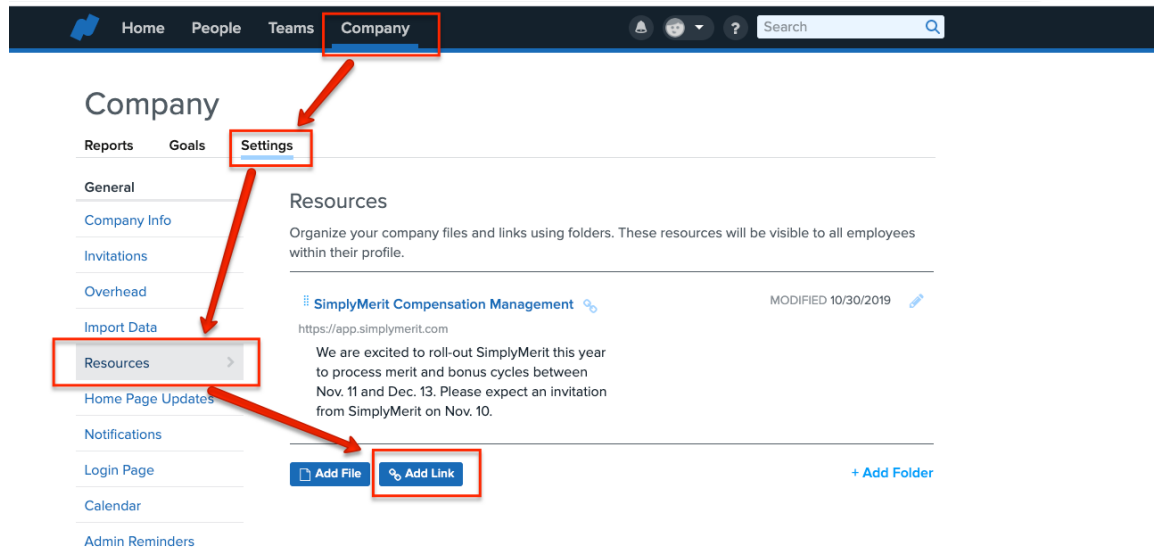 Home People Teams Company ? Search
Company
Reports Goals Settings
General
Company Info
Invitations
Overhead
Import Data
Resources
Home Page Updates
Notifications
Login Page
Calendar
Admin Reminders
Resources
Organize your company files and links using folders. These resources will be visible to all employees
within their profile.
SimplyMerit Compensation Management MODIFIED 10/30/2019
https://app.simplymerit.com
We are excited to roll-out SimplyMerit this year
to process merit and bonus cycles between
Nov. 11 and Dec. 13. Please expect an invitation
from SimplyMerit on Nov. 10.
Add File Add Link + Add Folder